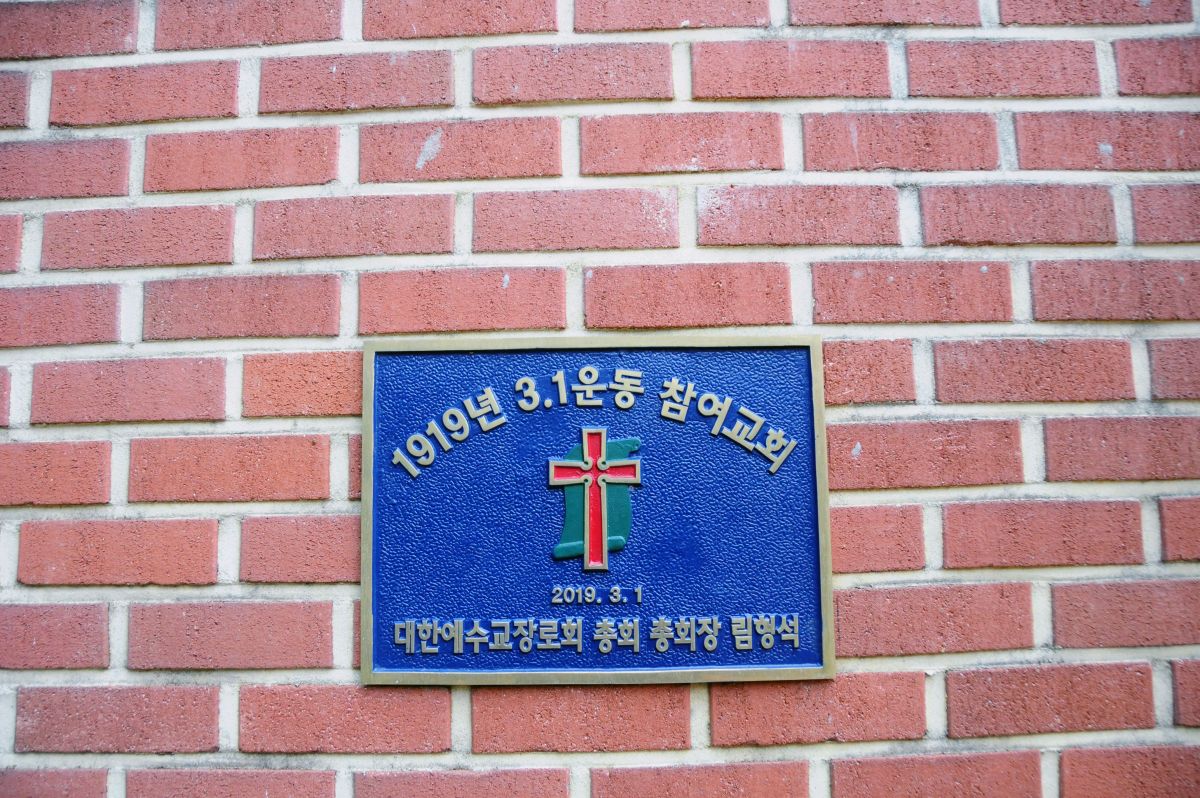 1919년 3.1운동 참여교회
2019. 3. 1
대한예수교장로회 총회 총회장 림형석